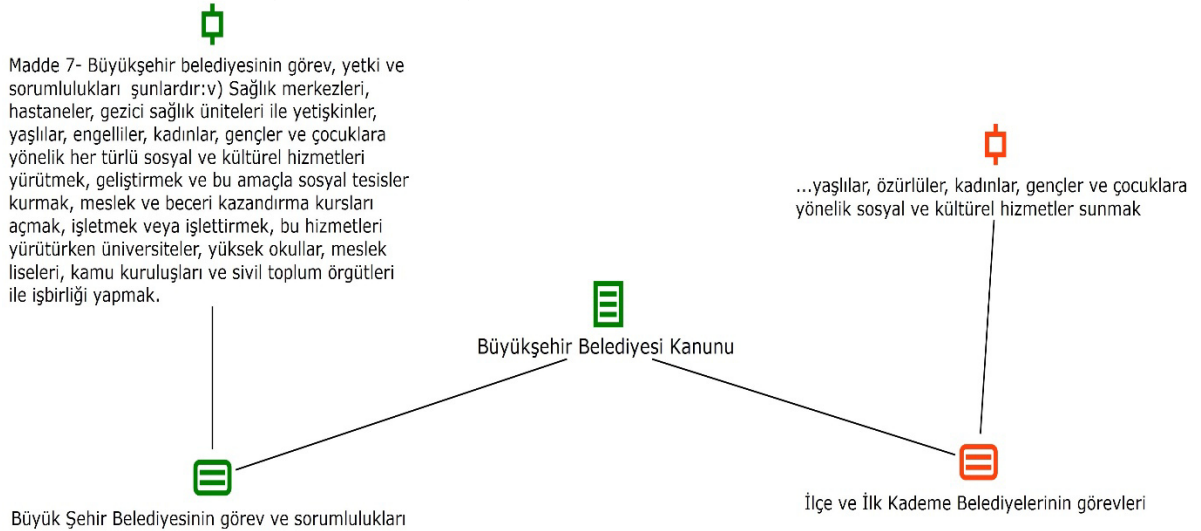 Madde 7- Büyükşehir belediyesinin görev, yetki ve
sorumlulukları  şunlardır:v) Sağlık merkezleri,
hastaneler, gezici sağlık üniteleri ile yetişkinler,
yaşlılar, engelliler, kadınlar, gençler ve çocuklara
yönelik her türlü sosyal ve kültürel hizmetleri
yürütmek, geliştirmek ve bu amaçla sosyal tesisler
kurmak, meslek ve beceri kazandırma kursları
açmak, işletmek veya işlettirmek, bu hizmetleri
yürütürken üniversiteler, yüksek okullar, meslek
liseleri, kamu kuruluşları ve sivil toplum örgütleri
ile işbirliği yapmak.
...yaşlılar, özürlüler, kadınlar, gençler ve çocuklara
yönelik sosyal ve kültürel hizmetler sunmak
Büyükşehir Belediyesi Kanunu
Büyük Şehir Belediyesinin görev ve sorumlulukları
İlçe ve İlk Kademe Belediyelerinin görevleri